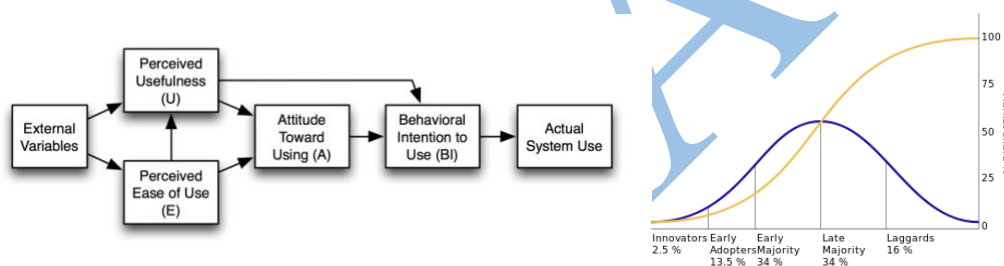 Perceived
Usefulness
(U)
External
Variables
Attitude
Toward
Using (A)
Behavioral
Intention to
Use (BI)
Actual
System Use
Perceived
Ease of Use
(E)
100
75
50
25
0
Innovators
2.5 %
Early
Adopters
13.5 %
Early
Majority
34 %
Late
Majority
34 %
Laggards
16 %